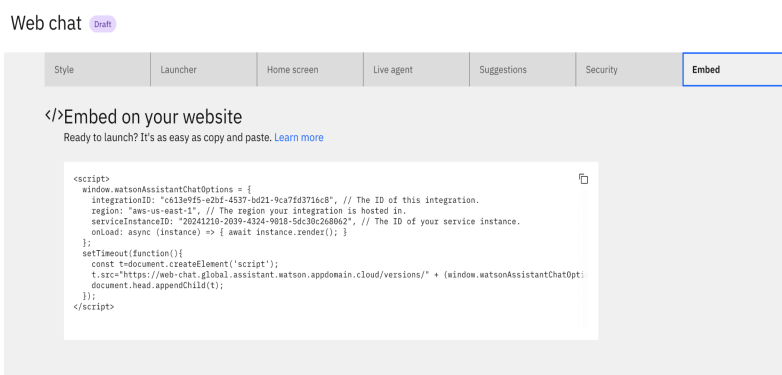 Web chat Draft
Style Launcher Home screen Live agent Suggestions Security Embed
</>Embed on your website
Ready to launch? It's as easy as copy and paste. Learn more
<script>
window.watsonAssistantChatOptions = {
integrationID: "c613e9f5-e2bf-4537-bd21-9ca7fd3716c8", // The ID of this integration.
region: "aws-us-east-1", // The region your integration is hosted in.
serviceInstanceID: "20241210-2039-4324-9018-5dc30c268062", // The ID of your service instance.
onLoad: async (instance) => { await instance.render(); }
};
setTimeout(function(){
const t=document.createElement('script');
t.src="https://web-chat.global.assistant.watson.appdomain.cloud/versions/" + (window.watsonAssistantChatOpti
document.head.appendChild(t);
});
</script>